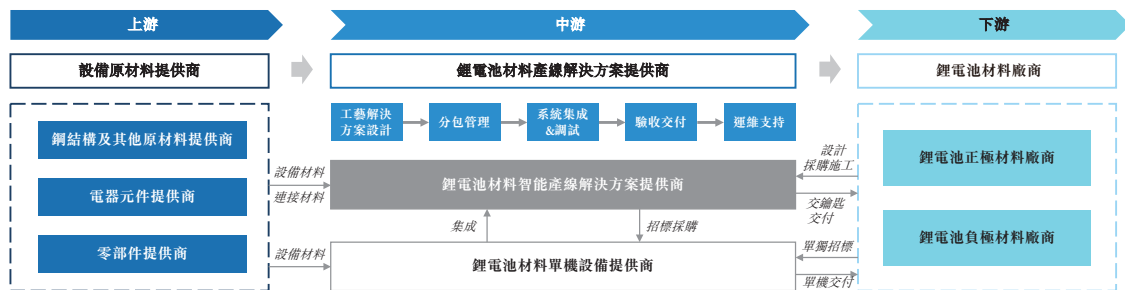 上游
中游
下游
設備原材料提供商
鋰電池材料產線解決方案提供商
鋰電池材料廠商
工藝解決
方案設計
分包管理
系統集成
&調試
驗收交付
運維支持
鋼結構及其他原材料提供商
電器元件提供商
零部件提供商
設備材料
連接材料
設備材料
鋰電池材料智能產線解決方案提供商
集成
招標採購
鋰電池材料單機設備提供商
設計
採購施工
交鑰匙
交付
單獨招標
單機交付
鋰電池正極材料廠商
鋰電池負極材料廠商